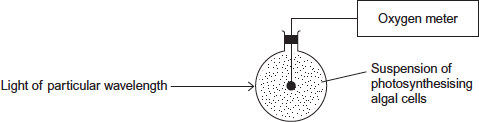 Oxygen meter
Light of particular wavelength
Suspension of
photosynthesising
algal cells